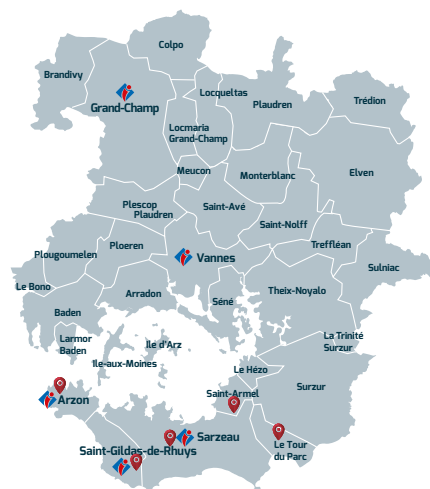 Colpo
Brandivy
Locqueltas
Trédion
Grand-Champ
Plaudren
Locmaria
Grand-Champ
Meucon
Monterblanc
Elven
Plescop
Plaudren
Saint-Avé
Saint-Nolff
Ploeren
Treffléan
Plougoumelen
Vannes
Sulniac
Le Bono
Arradon
Séné
Theix-Noyalo
Baden
Larmor
Baden
Ile d'Arz
La Trinité
Surzur
Ile-aux-Moines
Le Hézo
Surzur
Saint-Armel
Arzon
Sarzeau
Saint-Gildas-de-Rhuys
Le Tour
du Parc